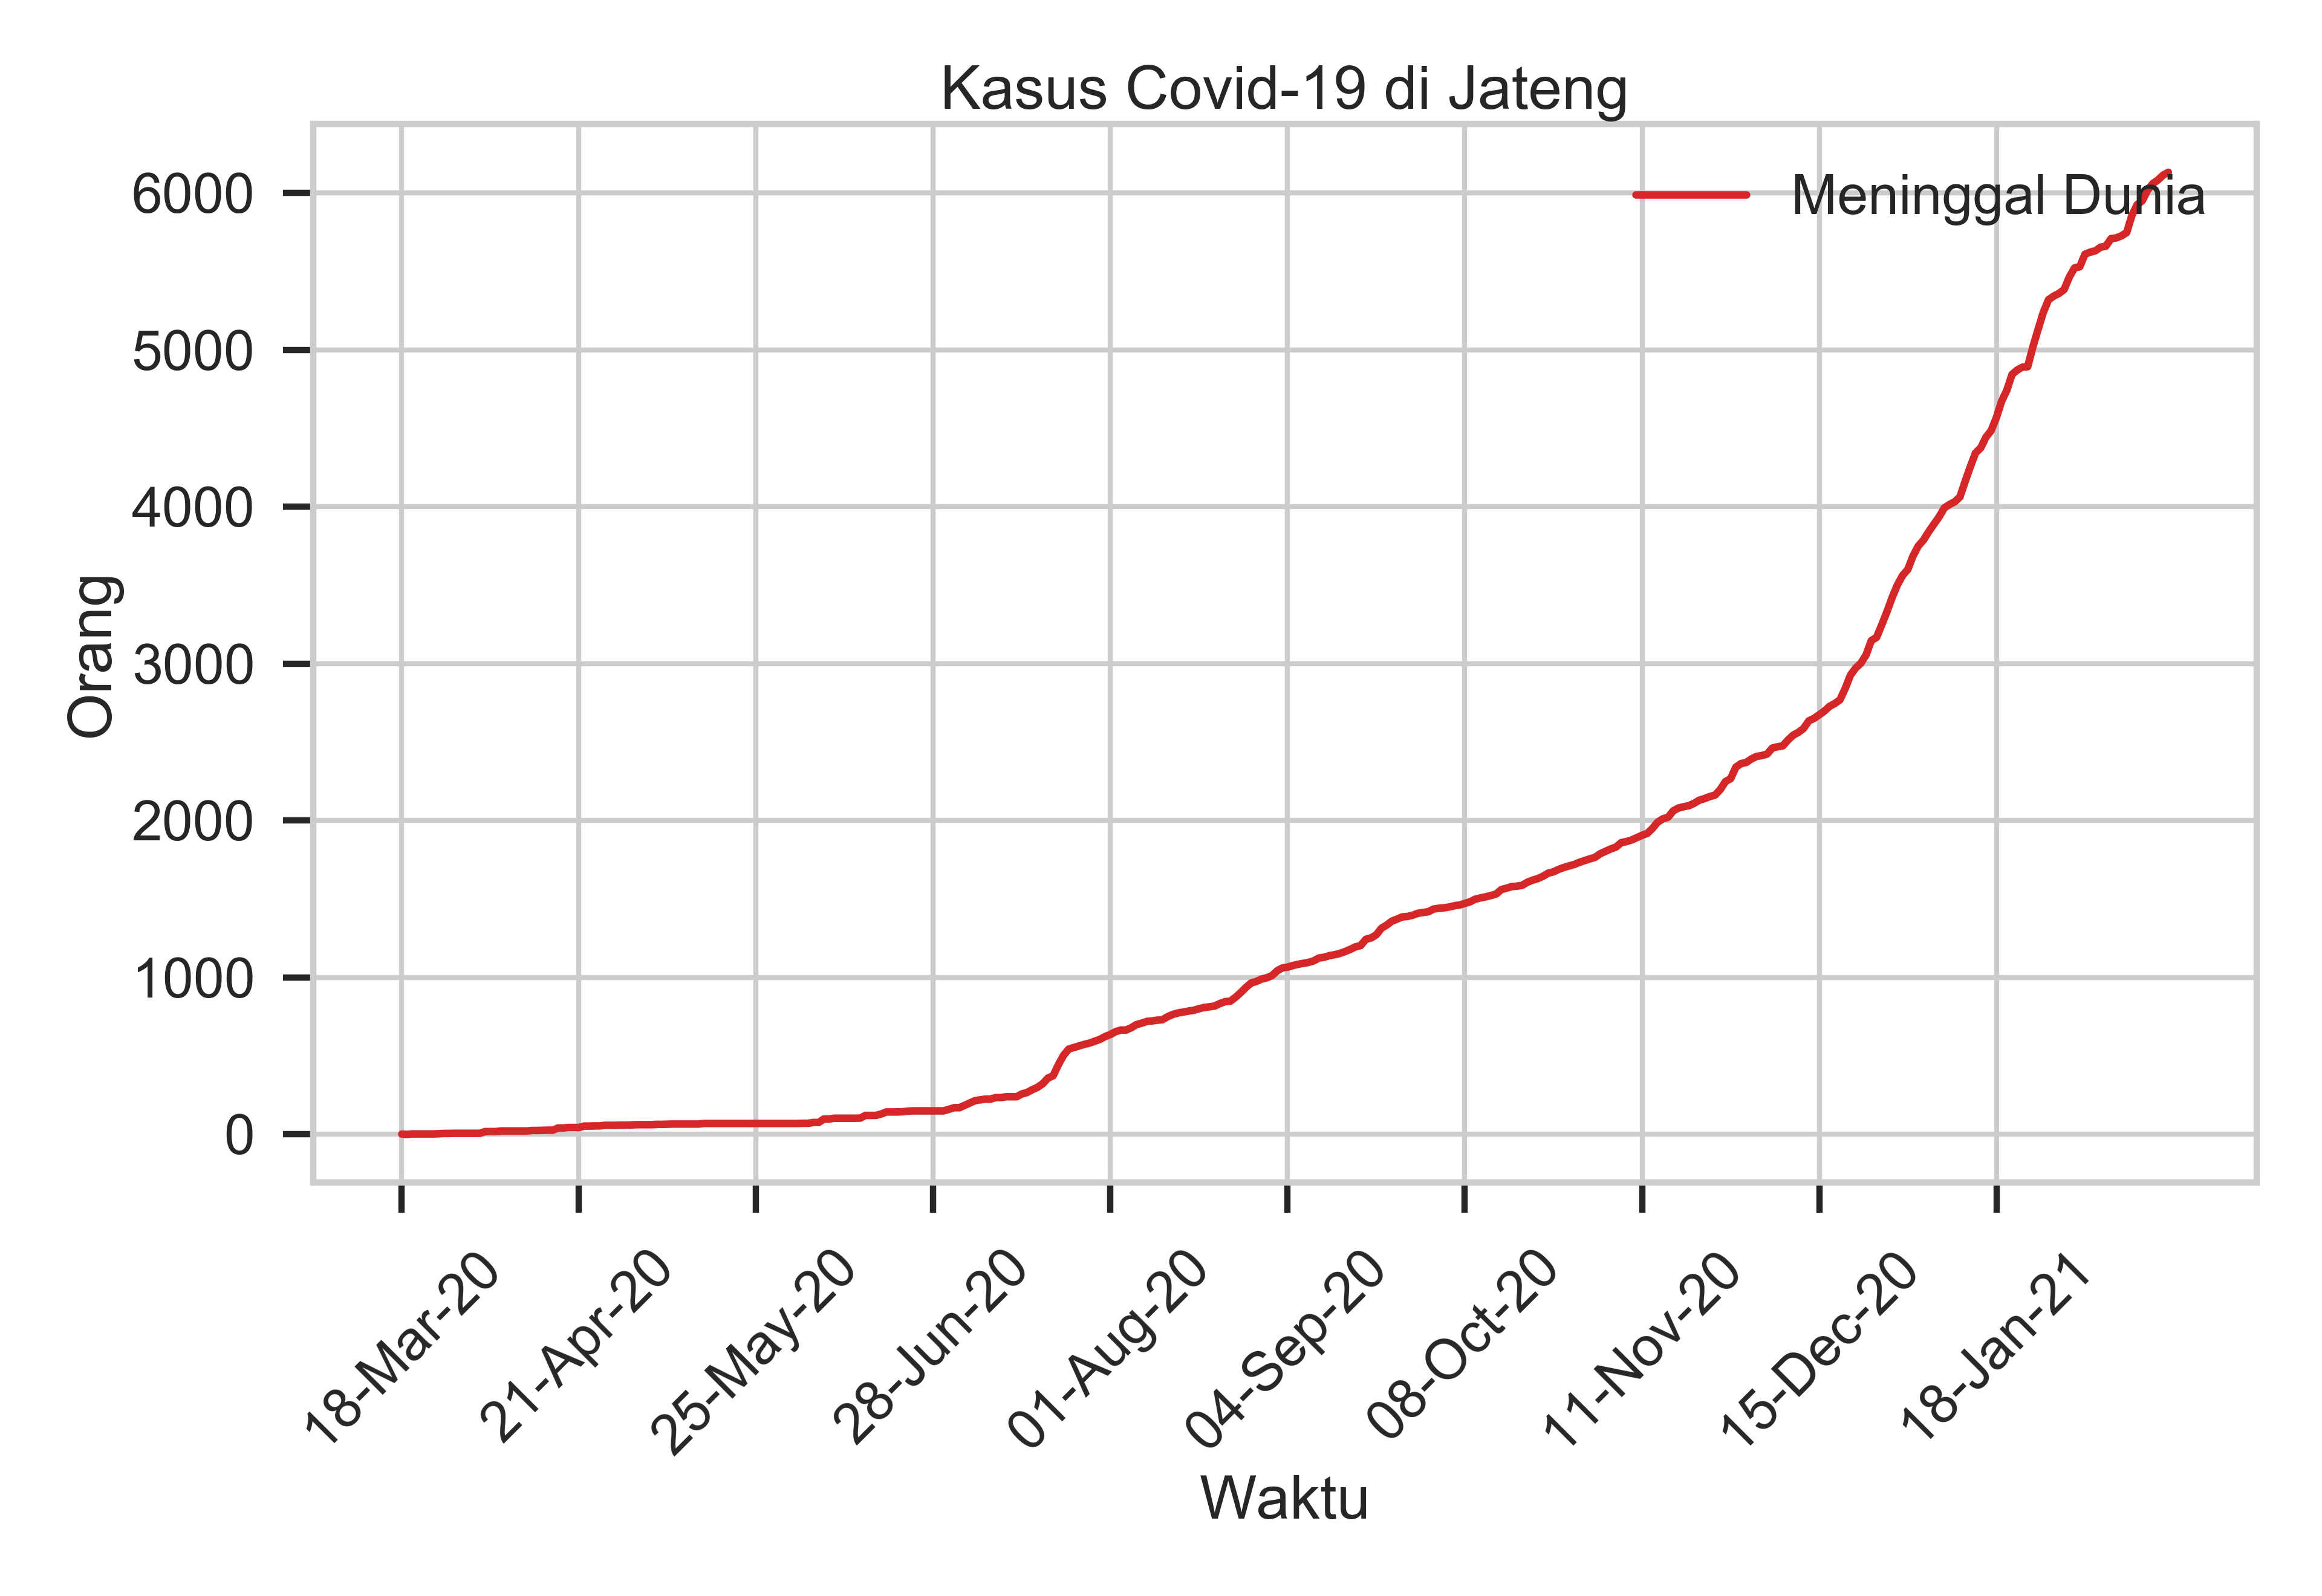 Kasus Covid-19 di Jateng
Meninggal Dunia
6000
5000
4000
3000
2000
1000
0
Orang
18-Mar-20
21-Apr-20
25-May-20
28-Jun-20
01-Aug-20
04-Sep-20
08-Oct-20
11-Nov-20
15-Dec-20
18-Jan-21
Waktu